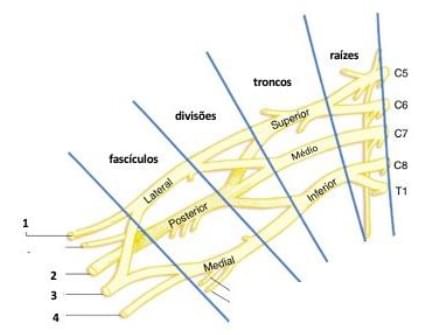 raízes
troncos
divisões
fascículos
C5
C6
C7
C8
T1
Superior
Médio
Inferior
Lateral
Posterior
Medial
1
2
3
4